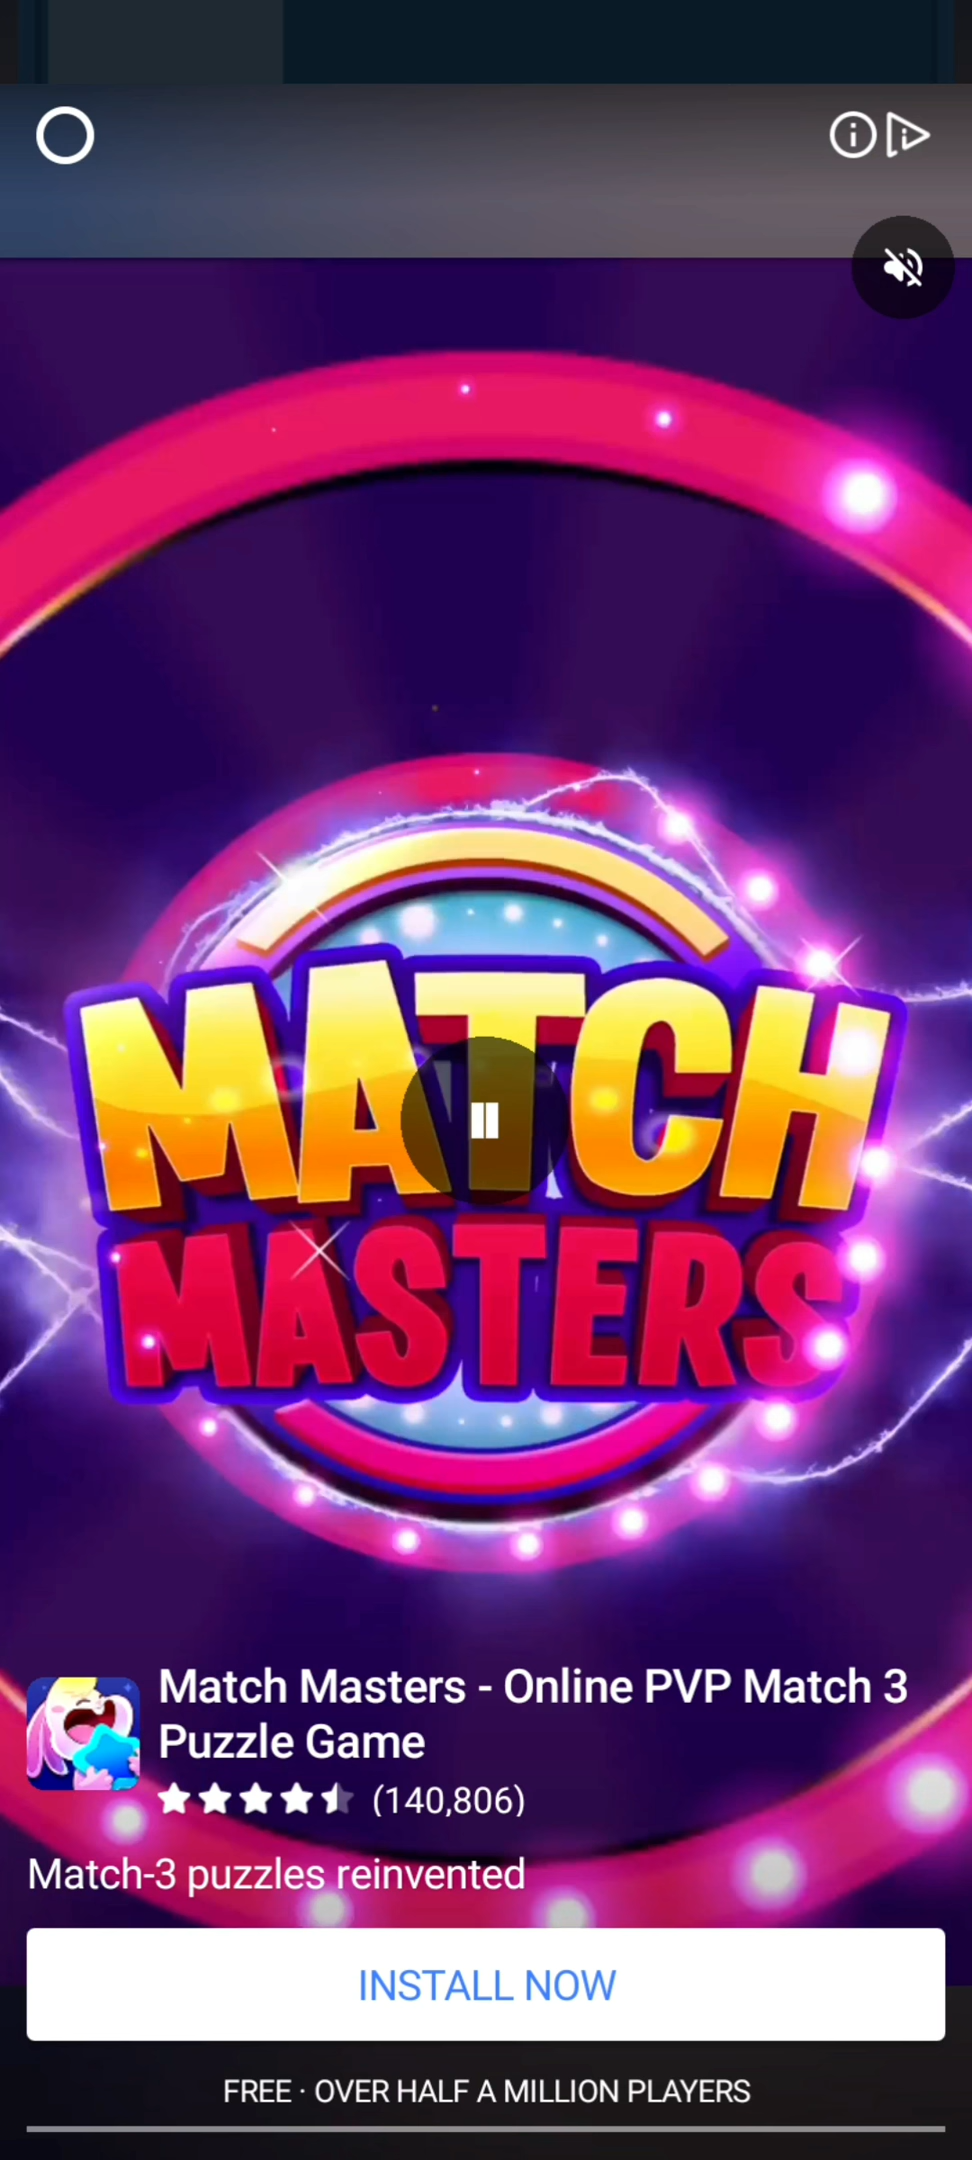 MATCH
MASTERS
Match Masters - Online PVP Match 3
Puzzle Game
(140,806)
Match-3 puzzles reinvented
INSTALL NOW
FREE · OVER HALF A MILLION PLAYERS